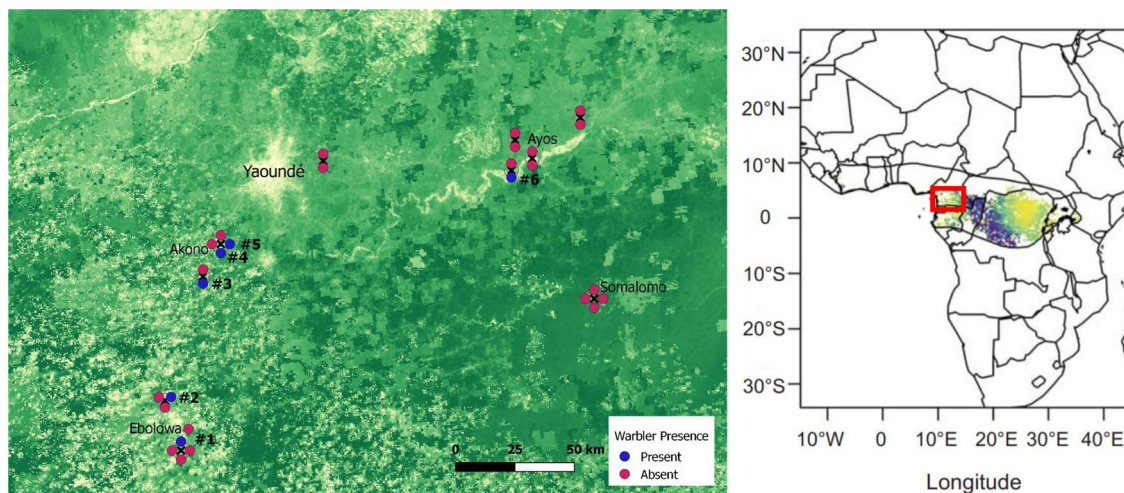 Ayos
Yaoundé
#6
Akono
#5
#4
#3
Somalomo
#2
Ebolowa
#1
0 25 50 km
Warbler Presence
Present
Absent
30°N
20°N
10°N
0
10°S
20°S
30°S
10°W 0 10°E 20°E 30°E 40°E
Longitude